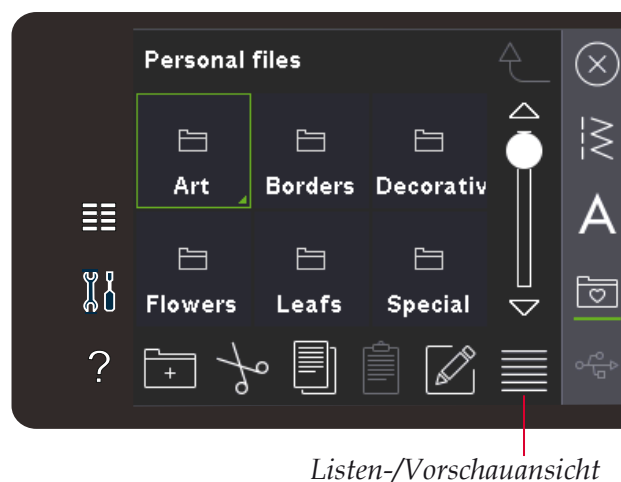 Personal files
Art Borders Decorativ
Flowers Leafs Special
?
A
Listen-/Vorschauansicht